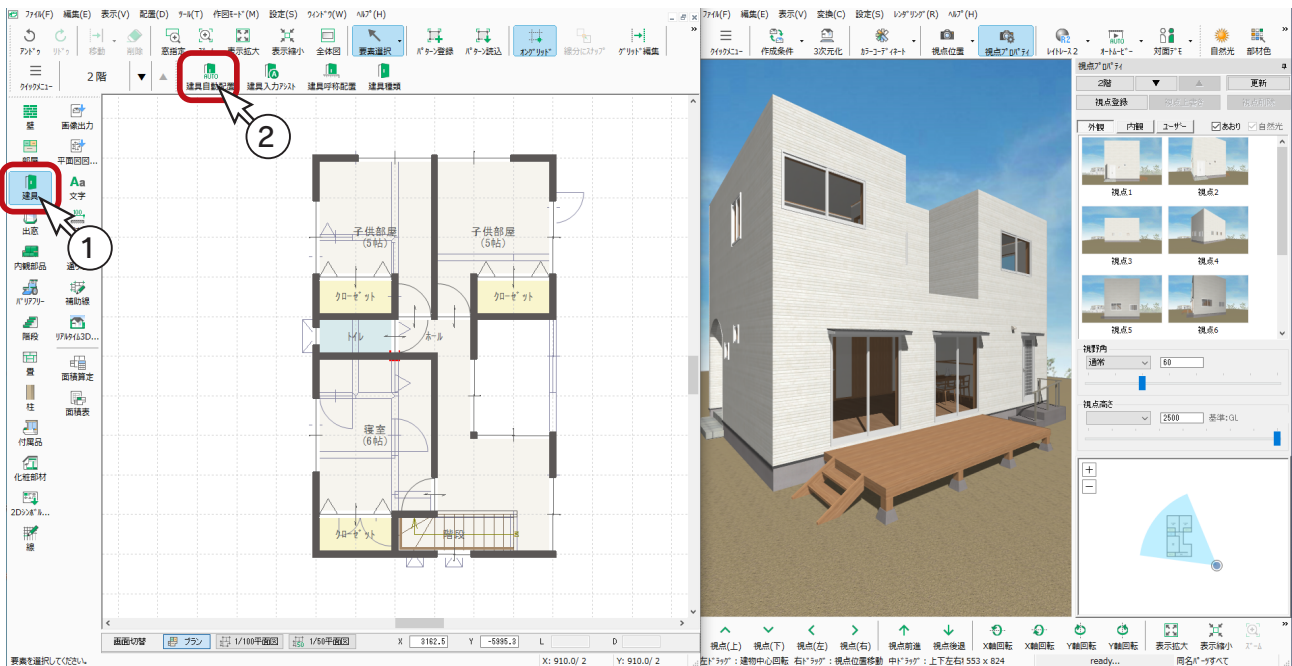 ファイル(F) 編集(E) 表示(V) 配置(D) ツール(T) 作図モード(M) 設定(S) ウインドウ(W) ヘルプ(H)
アンドゥ リドゥ 移動 削除 窓指定 表示拡大 表示縮小 全体図 要素選択 パターン登録 パターン読込 オングリッド 線分にスナップ グリッド編集
クイックメニュー 2階 ▼ ▲ AUTO 建具自動配置 建具入力アシスト 建具呼称配置 建具種類
②
壁 画像出力
部屋 平面図図...
建具 Aa 文字
①
出窓
内観部品
バリアフリー 補助線
階段 リアルタイム3D...
畳 面積算定
柱 面積表
付属品
化粧部材
2Dシンボル...
線
子供部屋
(5帖)
子供部屋
(5帖)
クローゼット クローゼット
トイレ ホール
寝室
(6帖)
クローゼット 階段
画面切替 プラン 1/100平面図 1/50平面図 X 3162.5 Y -5995.3 L D
要素を選択してください。 X: 910.0/ 2 Y: 910.0/ 2
ファイル(F) 編集(E) 表示(V) 変換(C) 設定(S) レンダリング(R) ヘルプ(H)
クイックメニュー 作成条件 3次元化 カラーコーディネート 視点位置 視点プロパティ レイトレース2 オートムービー 対面デモ 自然光 部材色
視点プロパティ
2階 ▼ ▲ 更新
視点登録
外観 内観 ユーザー あおり 自然光
視点1 視点2
視点3 視点4
視点5 視点6
視野角
通常 60
視点高さ
2500 基準:GL
+
−
視点(上) 視点(下) 視点(左) 視点(右) 視点前進 視点後退 X軸回転 X軸回転 Y軸回転 Y軸回転 表示拡大 表示縮小 ズーム
左ドラッグ：建物中心回転 右ドラッグ：視点位置移動 中ドラッグ：上下左右 553 x 824 ready... 同名パーツすべて